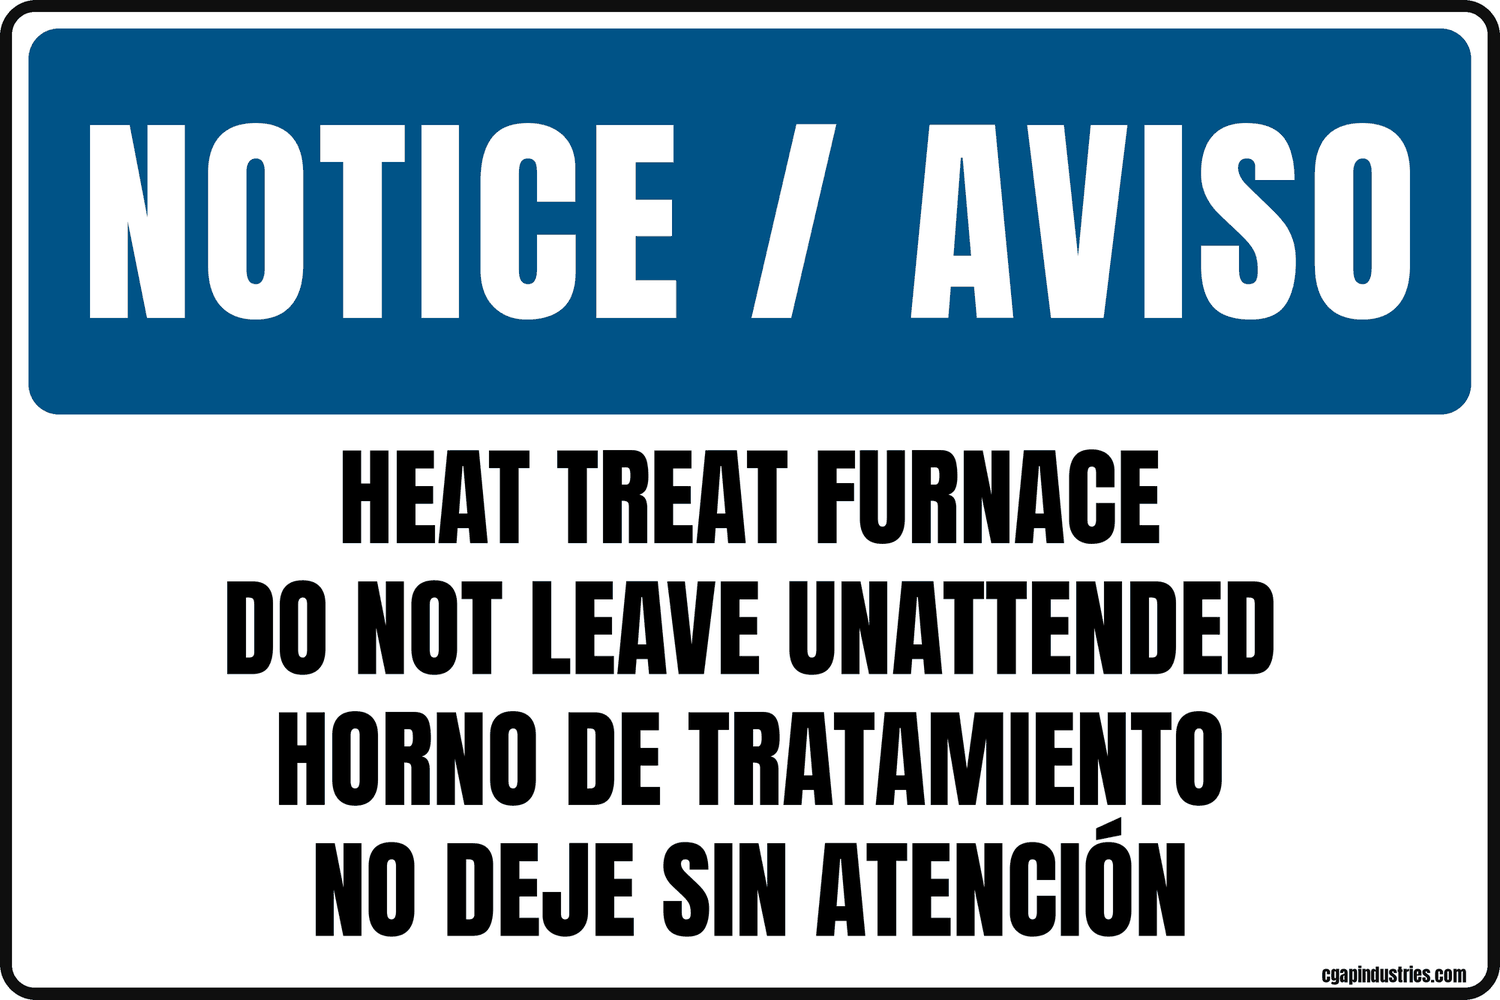 NOTICE / AVISO
HEAT TREAT FURNACE
DO NOT LEAVE UNATTENDED
HORNO DE TRATAMIENTO
NO DEJE SIN ATENCIÓN
cgapindustries.com